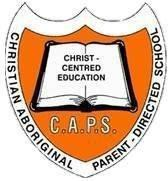 CHRIST -
CENTRED
EDUCATION
C.A.P.S.
CHRISTIAN ABORIGINAL
PARENT - DIRECTED SCHOOL